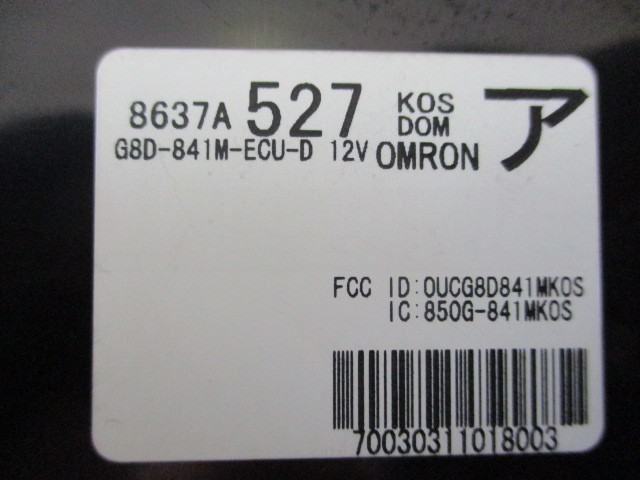 8637A 527 KOS DOM ア
G8D-841M-ECU-D 12V OMRON
FCC ID:OUCG8D841MKOS
IC:850G-841MKOS
70030311018003